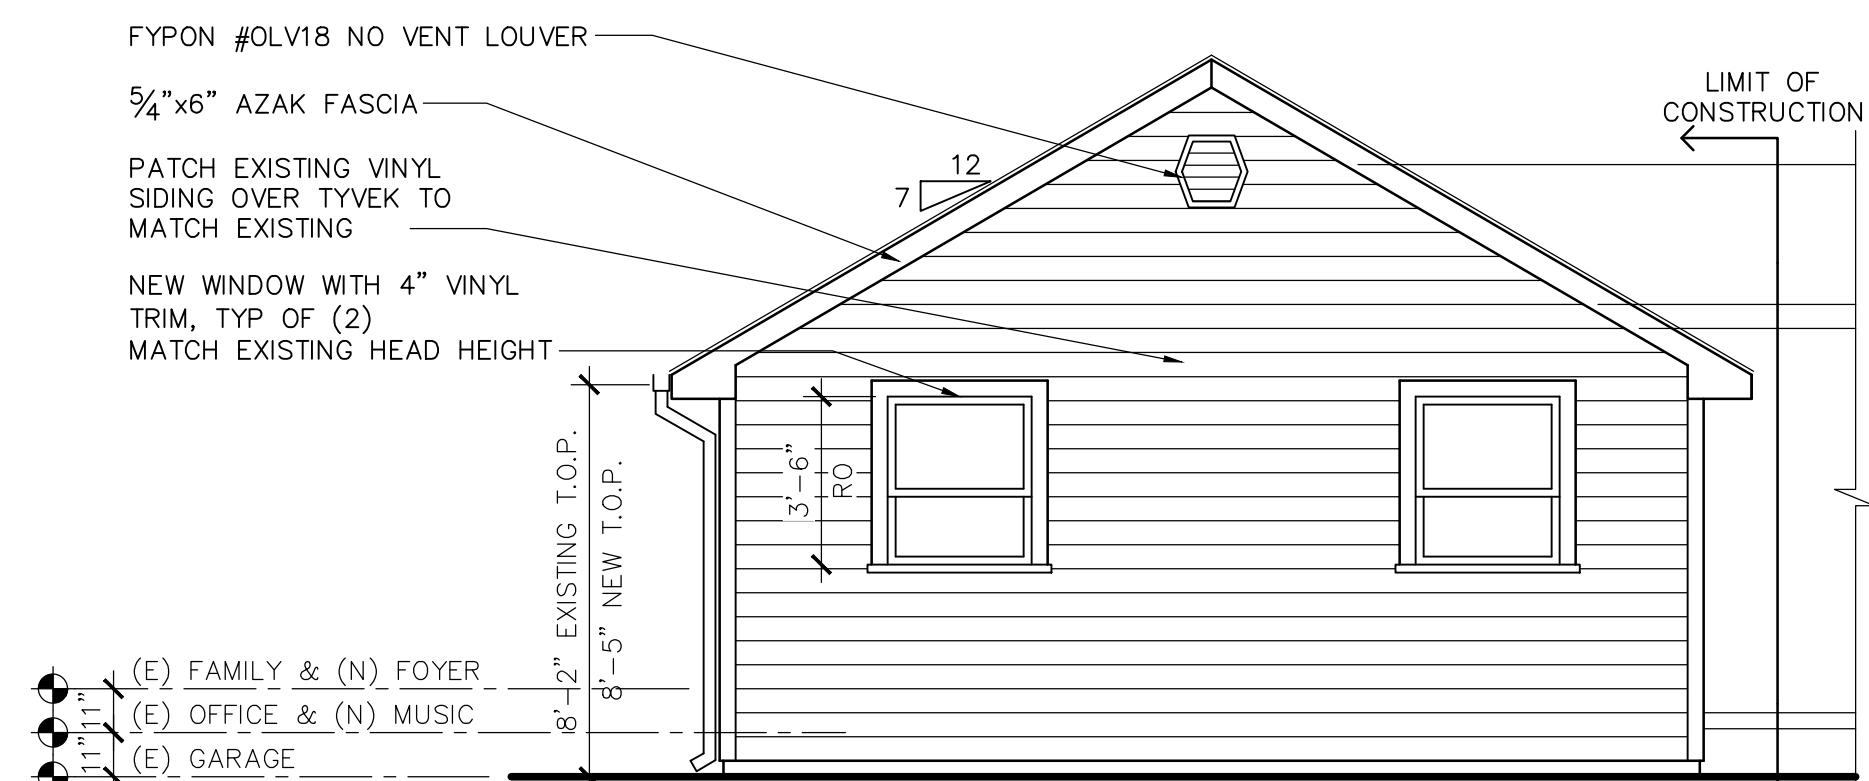 FYPON #OLV18 NO VENT LOUVER
5/4"x6" AZAK FASCIA
PATCH EXISTING VINYL
SIDING OVER TYVEK TO
MATCH EXISTING
NEW WINDOW WITH 4" VINYL
TRIM, TYP OF (2)
MATCH EXISTING HEAD HEIGHT
12
7
LIMIT OF
CONSTRUCTION
3'-6"
RO
8'-2" EXISTING T.O.P.
8'-5" NEW T.O.P.
(E) FAMILY & (N) FOYER
11"
(E) OFFICE & (N) MUSIC
11"
(E) GARAGE